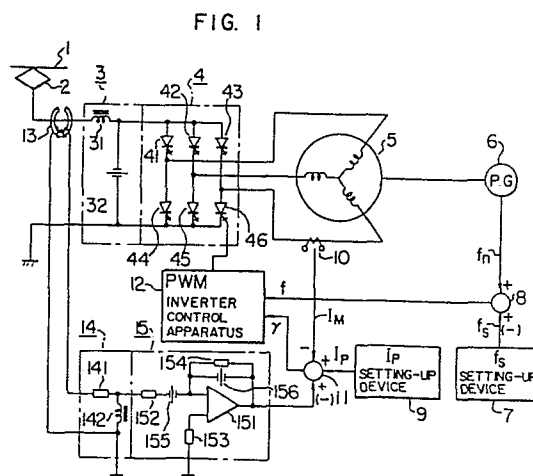 FIG. 1
1
2
3
4
42
43
13
31
41
5
6
P.G
32
44
45
46
10
fn
12
PWM
INVERTER
CONTROL
APPARATUS
f
γ
IM
+
8
+
fS (-)
14
15
154
-
IP
+
(-) 11
IP
SETTING-UP
DEVICE
fS
SETTING-UP
DEVICE
141
156
9
7
142
152
151
155
153